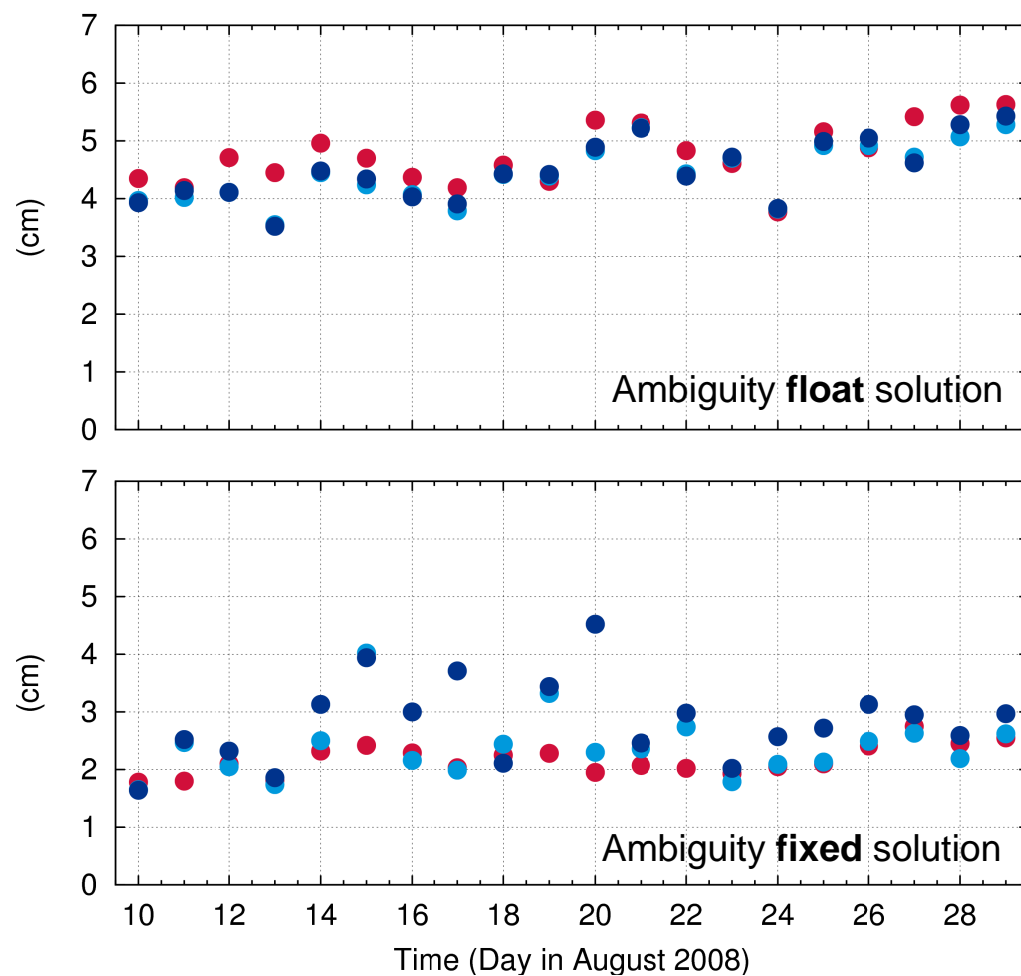 7
6
5
4
3
2
1
0
(cm)
Ambiguity float solution
7
6
5
4
3
2
1
0
(cm)
Ambiguity fixed solution
10 12 14 16 18 20 22 24 26 28
Time (Day in August 2008)